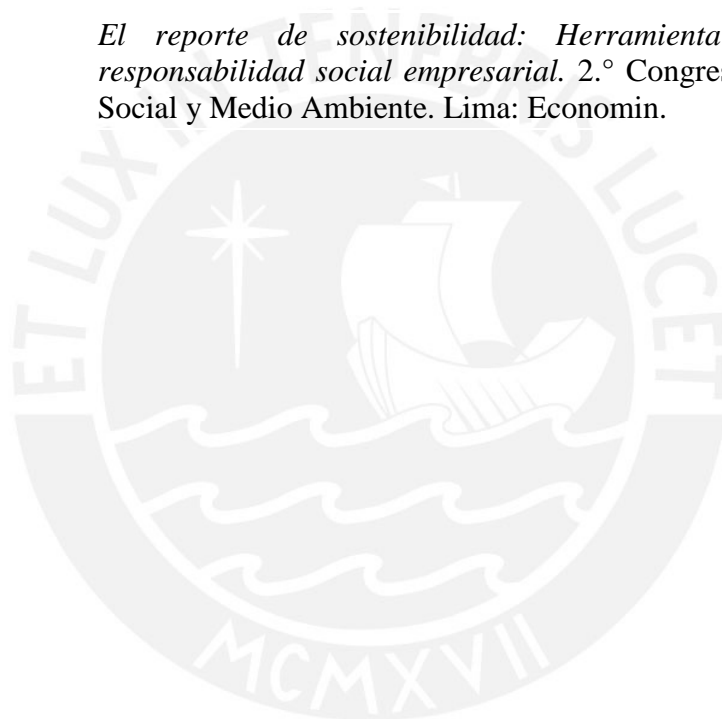 El reporte de sostenibilidad: Herramienta
responsabilidad social empresarial. 2.° Congres
Social y Medio Ambiente. Lima: Economin.
ET LUX IN TENEBRIS LUCET
MCMXVII